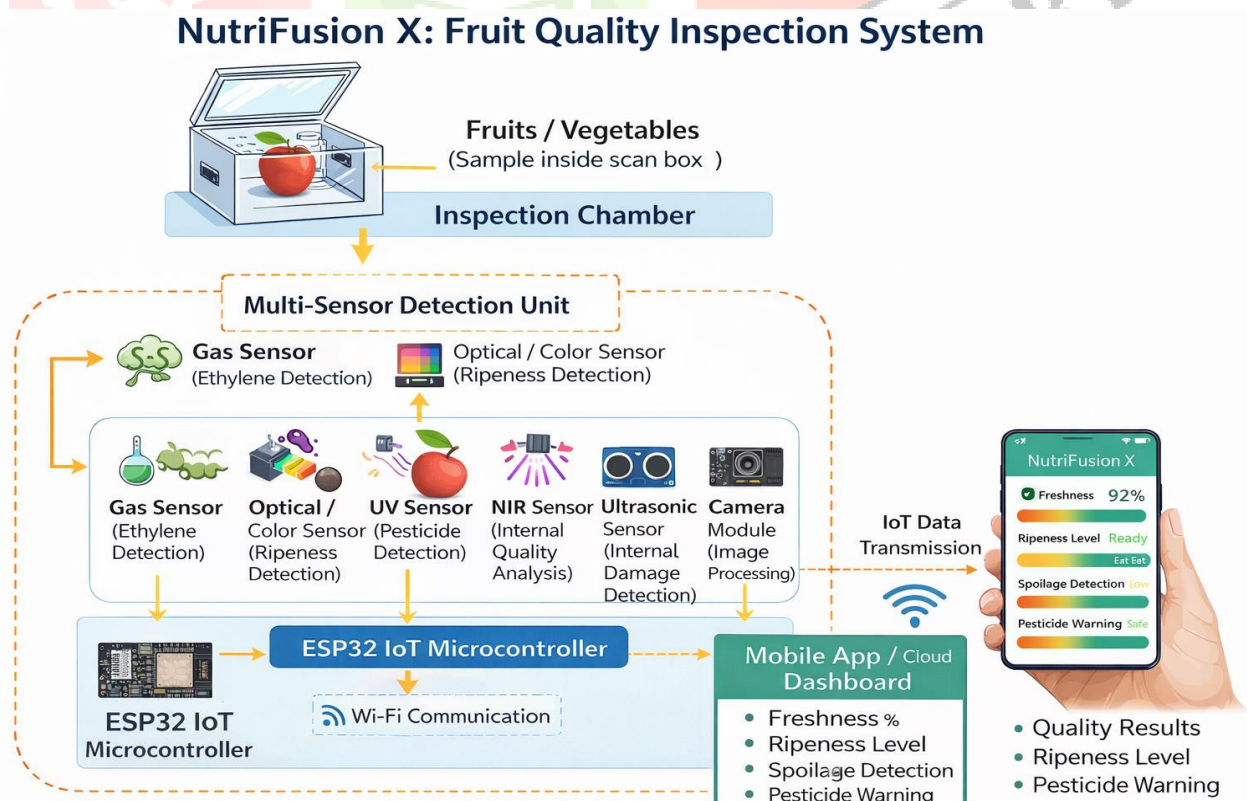 NutriFusion X: Fruit Quality Inspection System
Fruits / Vegetables
(Sample inside scan box )
Inspection Chamber
Multi-Sensor Detection Unit
Gas Sensor
(Ethylene Detection)
Optical / Color Sensor
(Ripeness Detection)
Gas Sensor
(Ethylene
Detection)
Optical /
Color Sensor
(Ripeness
Detection)
UV Sensor
(Pesticide
Detection)
NIR Sensor
(Internal
Quality
Analysis)
Ultrasonic
Sensor
(Internal
Damage
Detection)
Camera
Module
(Image
Processing)
IoT Data
Transmission
NutriFusion X
Freshness 92%
Ripeness Level Ready
Eat Eet
Spoilage Detection Low
Pesticide Warning Safe
ESP32 IoT
Microcontroller
ESP32 IoT Microcontroller
Wi-Fi Communication
Mobile App / Cloud
Dashboard
• Freshness %
• Ripeness Level
• Spoilage Detection
• Pesticide Warning
• Quality Results
• Ripeness Level
• Pesticide Warning